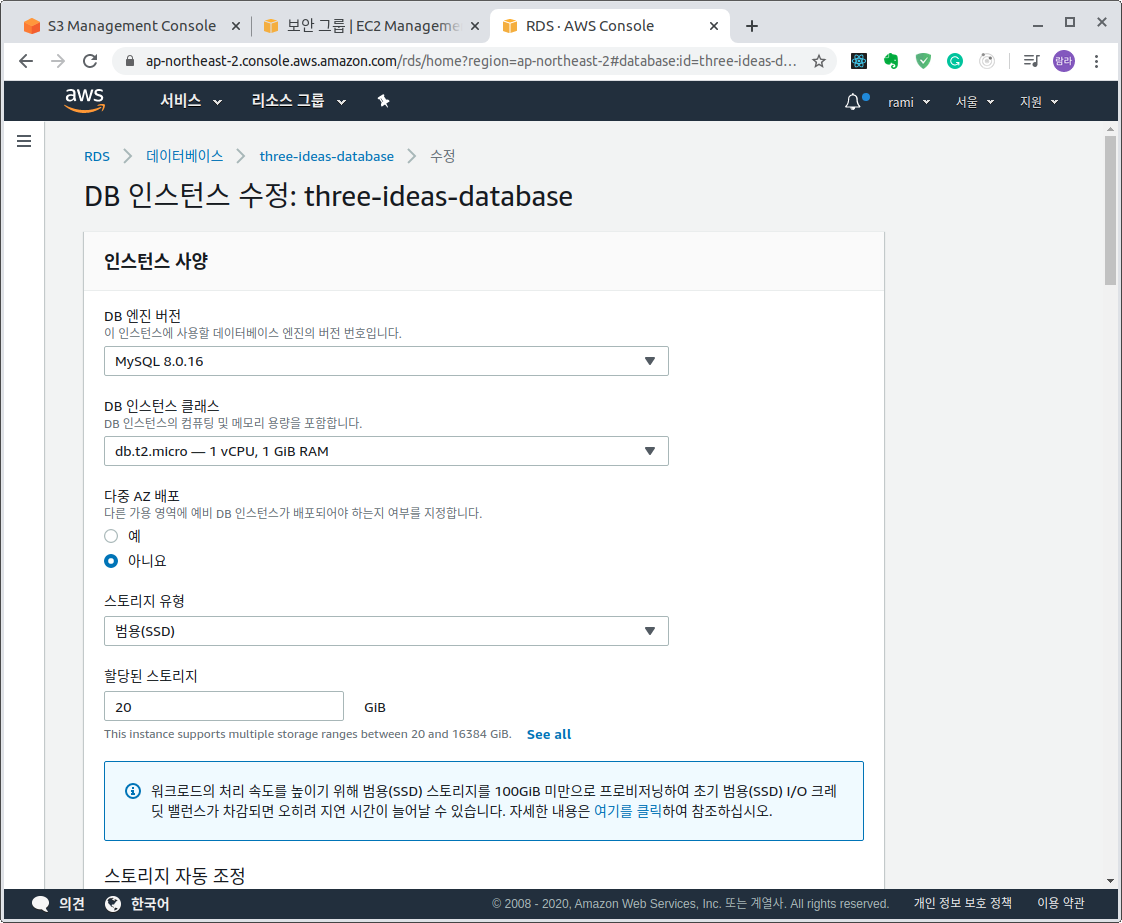 S3 Management Console
보안 그룹 | EC2 Manageme
RDS · AWS Console
ap-northeast-2.console.aws.amazon.com/rds/home?region=ap-northeast-2#database:id=three-ideas-d...
람라
aws
서비스
리소스 그룹
rami
서울
지원
RDS
데이터베이스
three-ideas-database
수정
DB 인스턴스 수정: three-ideas-database
인스턴스 사양
DB 엔진 버전
이 인스턴스에 사용할 데이터베이스 엔진의 버전 번호입니다.
MySQL 8.0.16
DB 인스턴스 클래스
DB 인스턴스의 컴퓨팅 및 메모리 용량을 포함합니다.
db.t2.micro — 1 vCPU, 1 GiB RAM
다중 AZ 배포
다른 가용 영역에 예비 DB 인스턴스가 배포되어야 하는지 여부를 지정합니다.
예
아니요
스토리지 유형
범용(SSD)
할당된 스토리지
20
GiB
This instance supports multiple storage ranges between 20 and 16384 GiB.
See all
워크로드의 처리 속도를 높이기 위해 범용(SSD) 스토리지를 100GiB 미만으로 프로비저닝하여 초기 범용(SSD) I/O 크레
딧 밸런스가 차감되면 오히려 지연 시간이 늘어날 수 있습니다. 자세한 내용은 여기를 클릭하여 참조하십시오.
스토리지 자동 조정
의견
한국어
© 2008 - 2020, Amazon Web Services, Inc. 또는 계열사. All rights reserved.
개인 정보 보호 정책
이용 약관